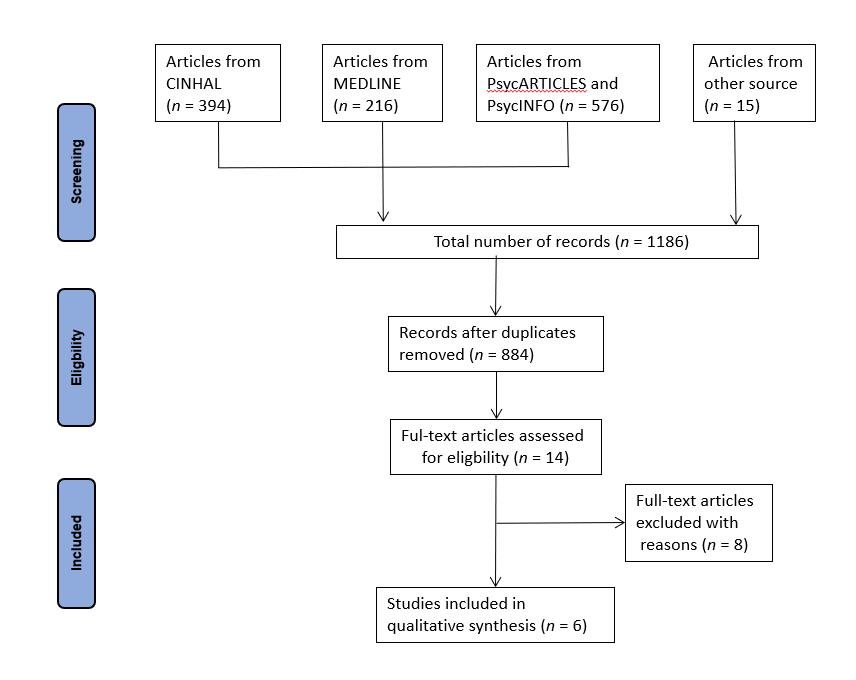 Articles from
CINHAL
(n = 394)
Articles from
MEDLINE
(n = 216)
Articles from
PsycARTICLES and
PsycINFO (n = 576)
Articles from
other source
(n = 15)
Screening
Total number of records (n = 1186)
Eligbility
Records after duplicates
removed (n = 884)
Ful-text articles assessed
for eligbility (n = 14)
Included
Full-text articles
excluded with
reasons (n = 8)
Studies included in
qualitative synthesis (n = 6)